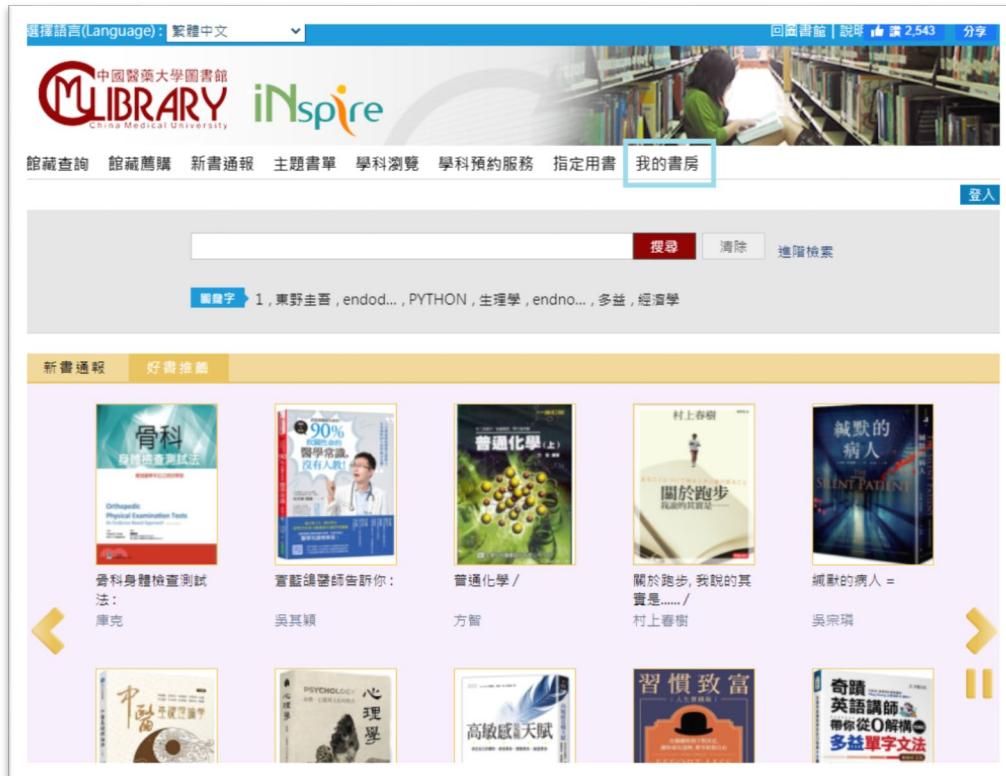 選擇語言(Language)：繁體中文
回圖書館 | 說明 讚 2,543 分享
中國醫藥大學圖書館
CMLIBRARY
China Medical University
iNspire
館藏查詢 館藏薦購 新書通報 主題書單 學科瀏覽 學科預約服務 指定用書 我的書房
登入
搜尋 清除 進階檢索
關鍵字 1 , 東野圭吾 , endod... , PYTHON , 生理學 , endno... , 多益 , 經濟學
新書通報 好書推薦
骨科
身體檢查測試法
Orthopedic
Physical Examination Tests
90%
醫學常識,
沒有人教!
普通化學(上)
村上春樹
關於跑步
我說的其實是……
緘默的
病人
THE
SILENT PATIENT
骨科身體檢查測試
法 :
庫克
蒼藍鴿醫師告訴你 :
吳其穎
普通化學 /
方智
關於跑步, 我說的其
實是...... /
村上春樹
緘默的病人 =
吳宗璘
中醫
PSYCHOLOGY
心理學
高敏感是天賦
習慣致富
奇蹟
英語講師
帶你從0解構
多益單字文法